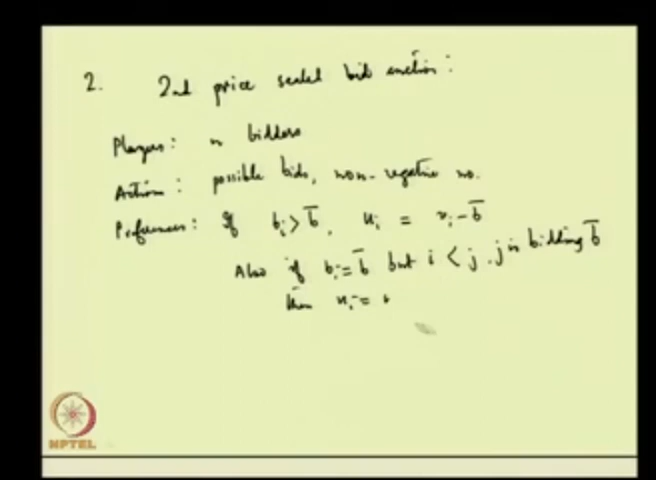 2. 2nd price sealed bid auction:
Players: n bidders
Action: possible bids, non-negative no.
Preferences: If bᵢ > b̅, uᵢ = vᵢ - b̅
Also if bᵢ = b̅ but i < j, j is bidding b̅
then uᵢ =
NPTEL